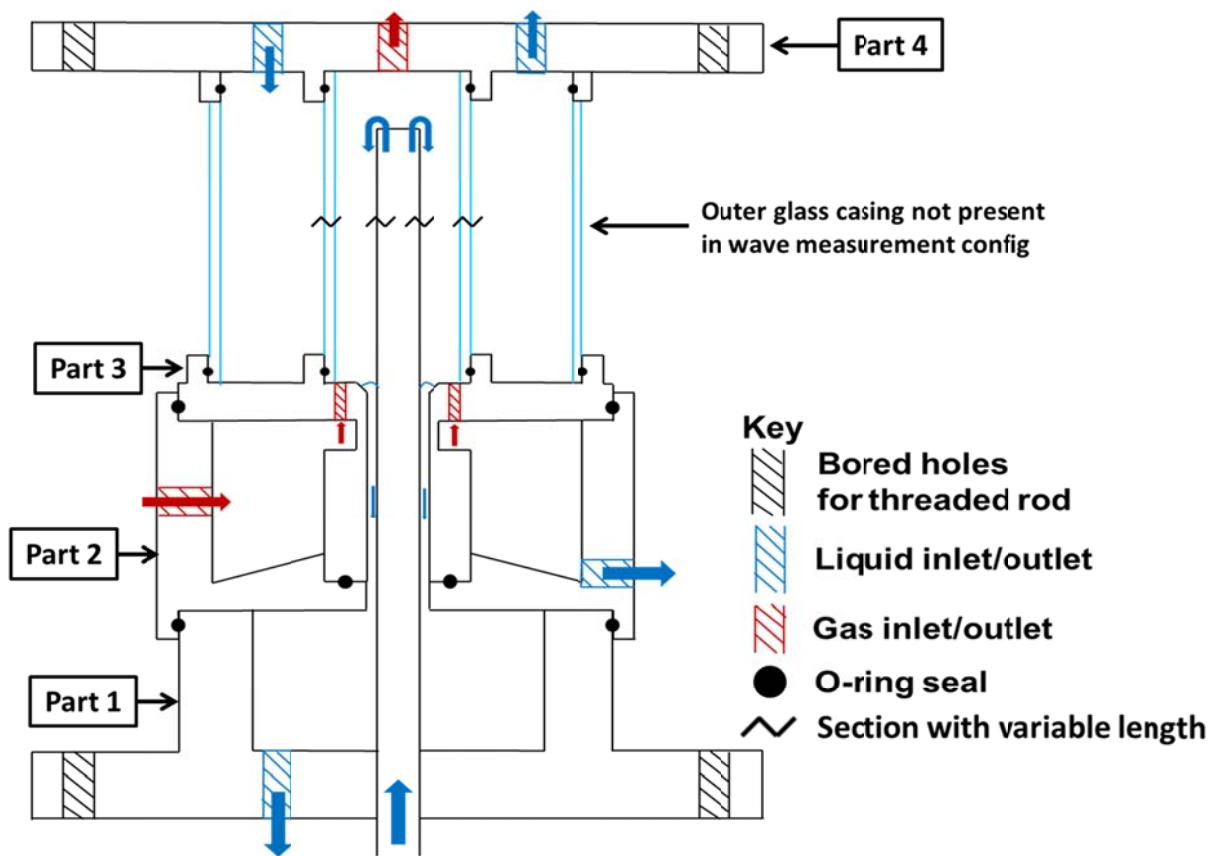 Part 4
Outer glass casing not present
in wave measurement config
Part 3
Key
Bored holes
for threaded rod
Part 2
Liquid inlet/outlet
Gas inlet/outlet
O-ring seal
Part 1
Section with variable length